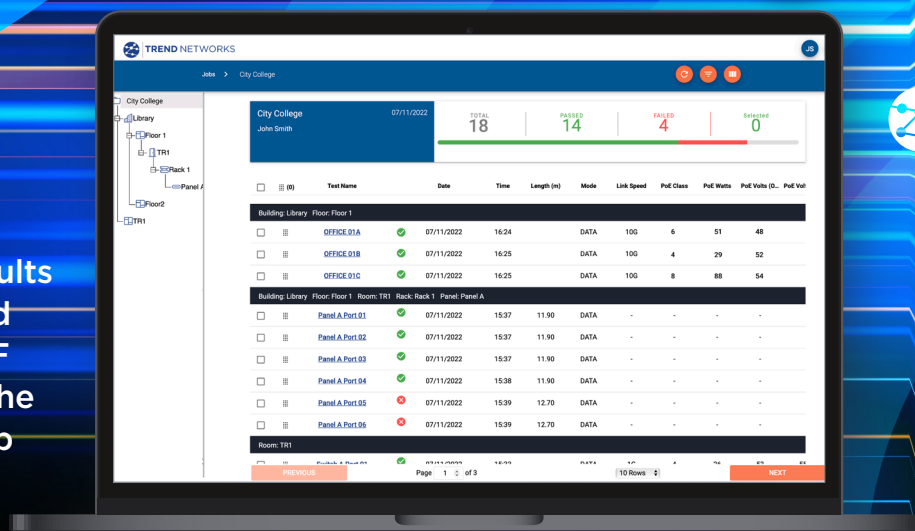 TREND NETWORKS
JS
Jobs > City College
City College
Library
Floor 1
TR1
Rack 1
Panel A
Floor2
TR1
City College 07/11/2022
John Smith
TOTAL 18
PASSED 14
FAILED 4
Selected 0
(0) Test Name Date Time Length (m) Mode Link Speed PoE Class PoE Watts PoE Volts (D... PoE Vol
Building: Library Floor: Floor 1
OFFICE 01A 07/11/2022 16:24 DATA 10G 6 51 48
OFFICE 01B 07/11/2022 16:25 DATA 10G 4 29 52
OFFICE 01C 07/11/2022 16:25 DATA 10G 8 88 54
Building: Library Floor: Floor 1 Room: TR1 Rack: Rack 1 Panel: Panel A
Panel A Port 01 07/11/2022 15:37 11.90 DATA - - - -
Panel A Port 02 07/11/2022 15:37 11.90 DATA - - - -
Panel A Port 03 07/11/2022 15:37 11.90 DATA - - - -
Panel A Port 04 07/11/2022 15:38 11.90 DATA - - - -
Panel A Port 05 07/11/2022 15:39 12.70 DATA - - - -
Panel A Port 06 07/11/2022 15:39 12.70 DATA - - - -
Room: TR1
PREVIOUS Page 1 of 3 10 Rows NEXT